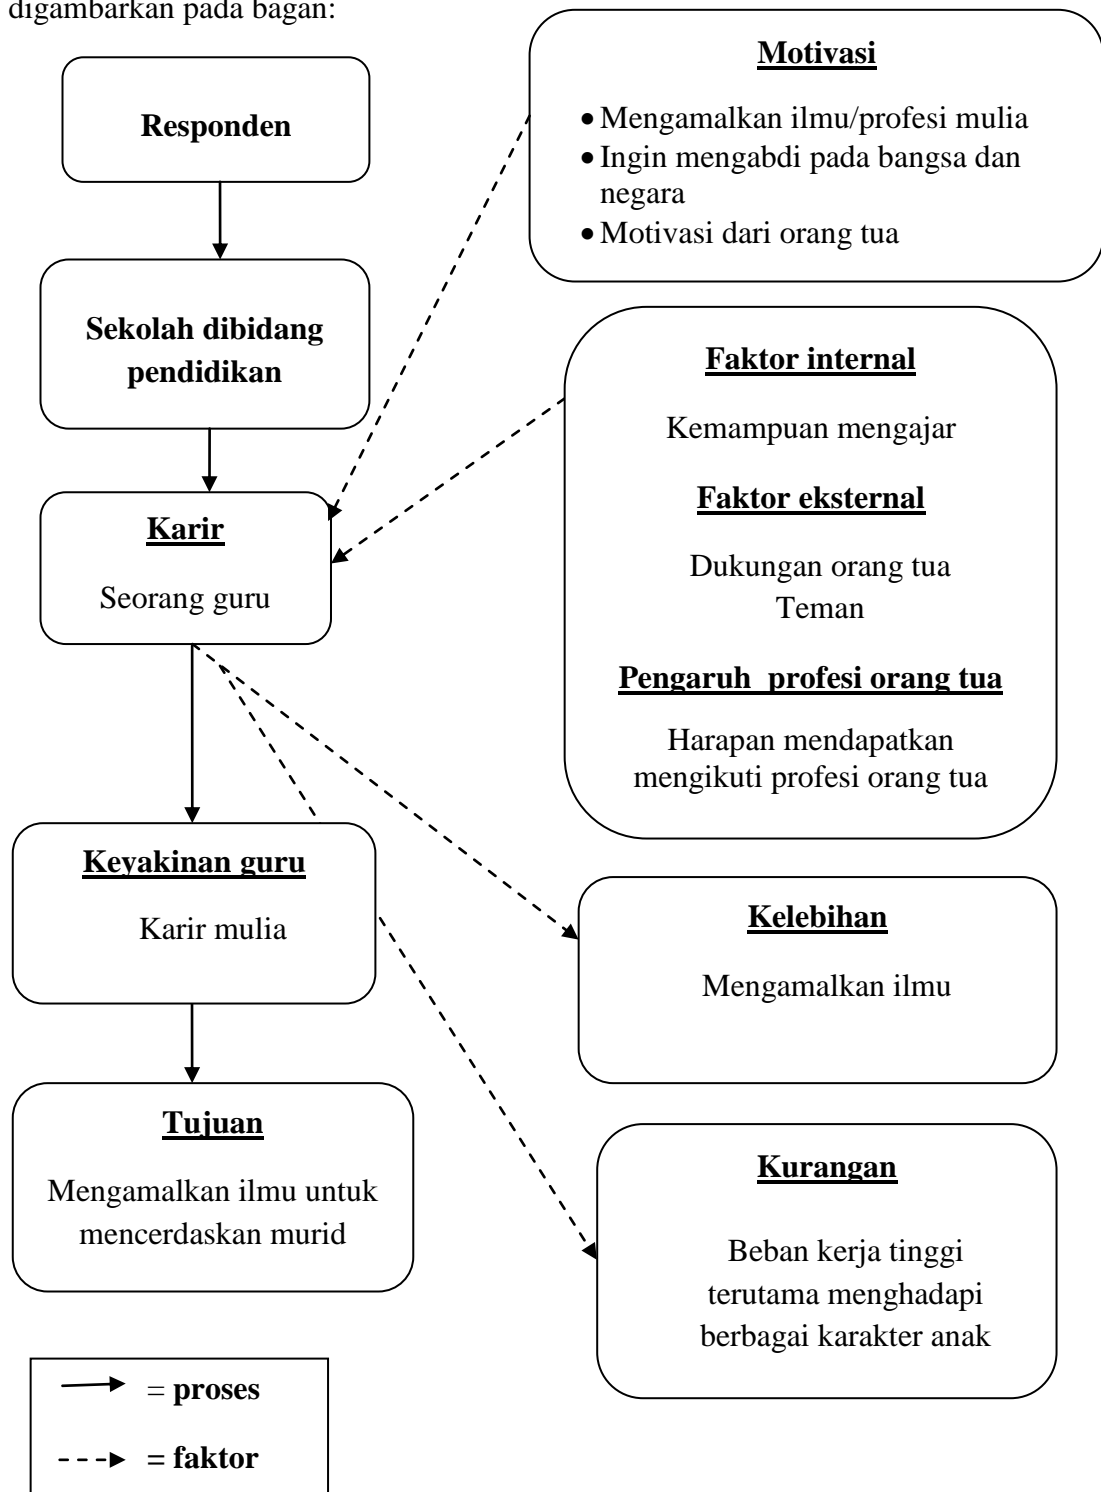 digambarkan pada bagan:
Responden
Sekolah dibidang
pendidikan
Karir
Seorang guru
Keyakinan guru
Karir mulia
Tujuan
Mengamalkan ilmu untuk
mencerdaskan murid
Motivasi
• Mengamalkan ilmu/profesi mulia
• Ingin mengabdi pada bangsa dan
negara
• Motivasi dari orang tua
Faktor internal
Kemampuan mengajar
Faktor eksternal
Dukungan orang tua
Teman
Pengaruh profesi orang tua
Harapan mendapatkan
mengikuti profesi orang tua
Kelebihan
Mengamalkan ilmu
Kurangan
Beban kerja tinggi
terutama menghadapi
berbagai karakter anak
= proses
= faktor